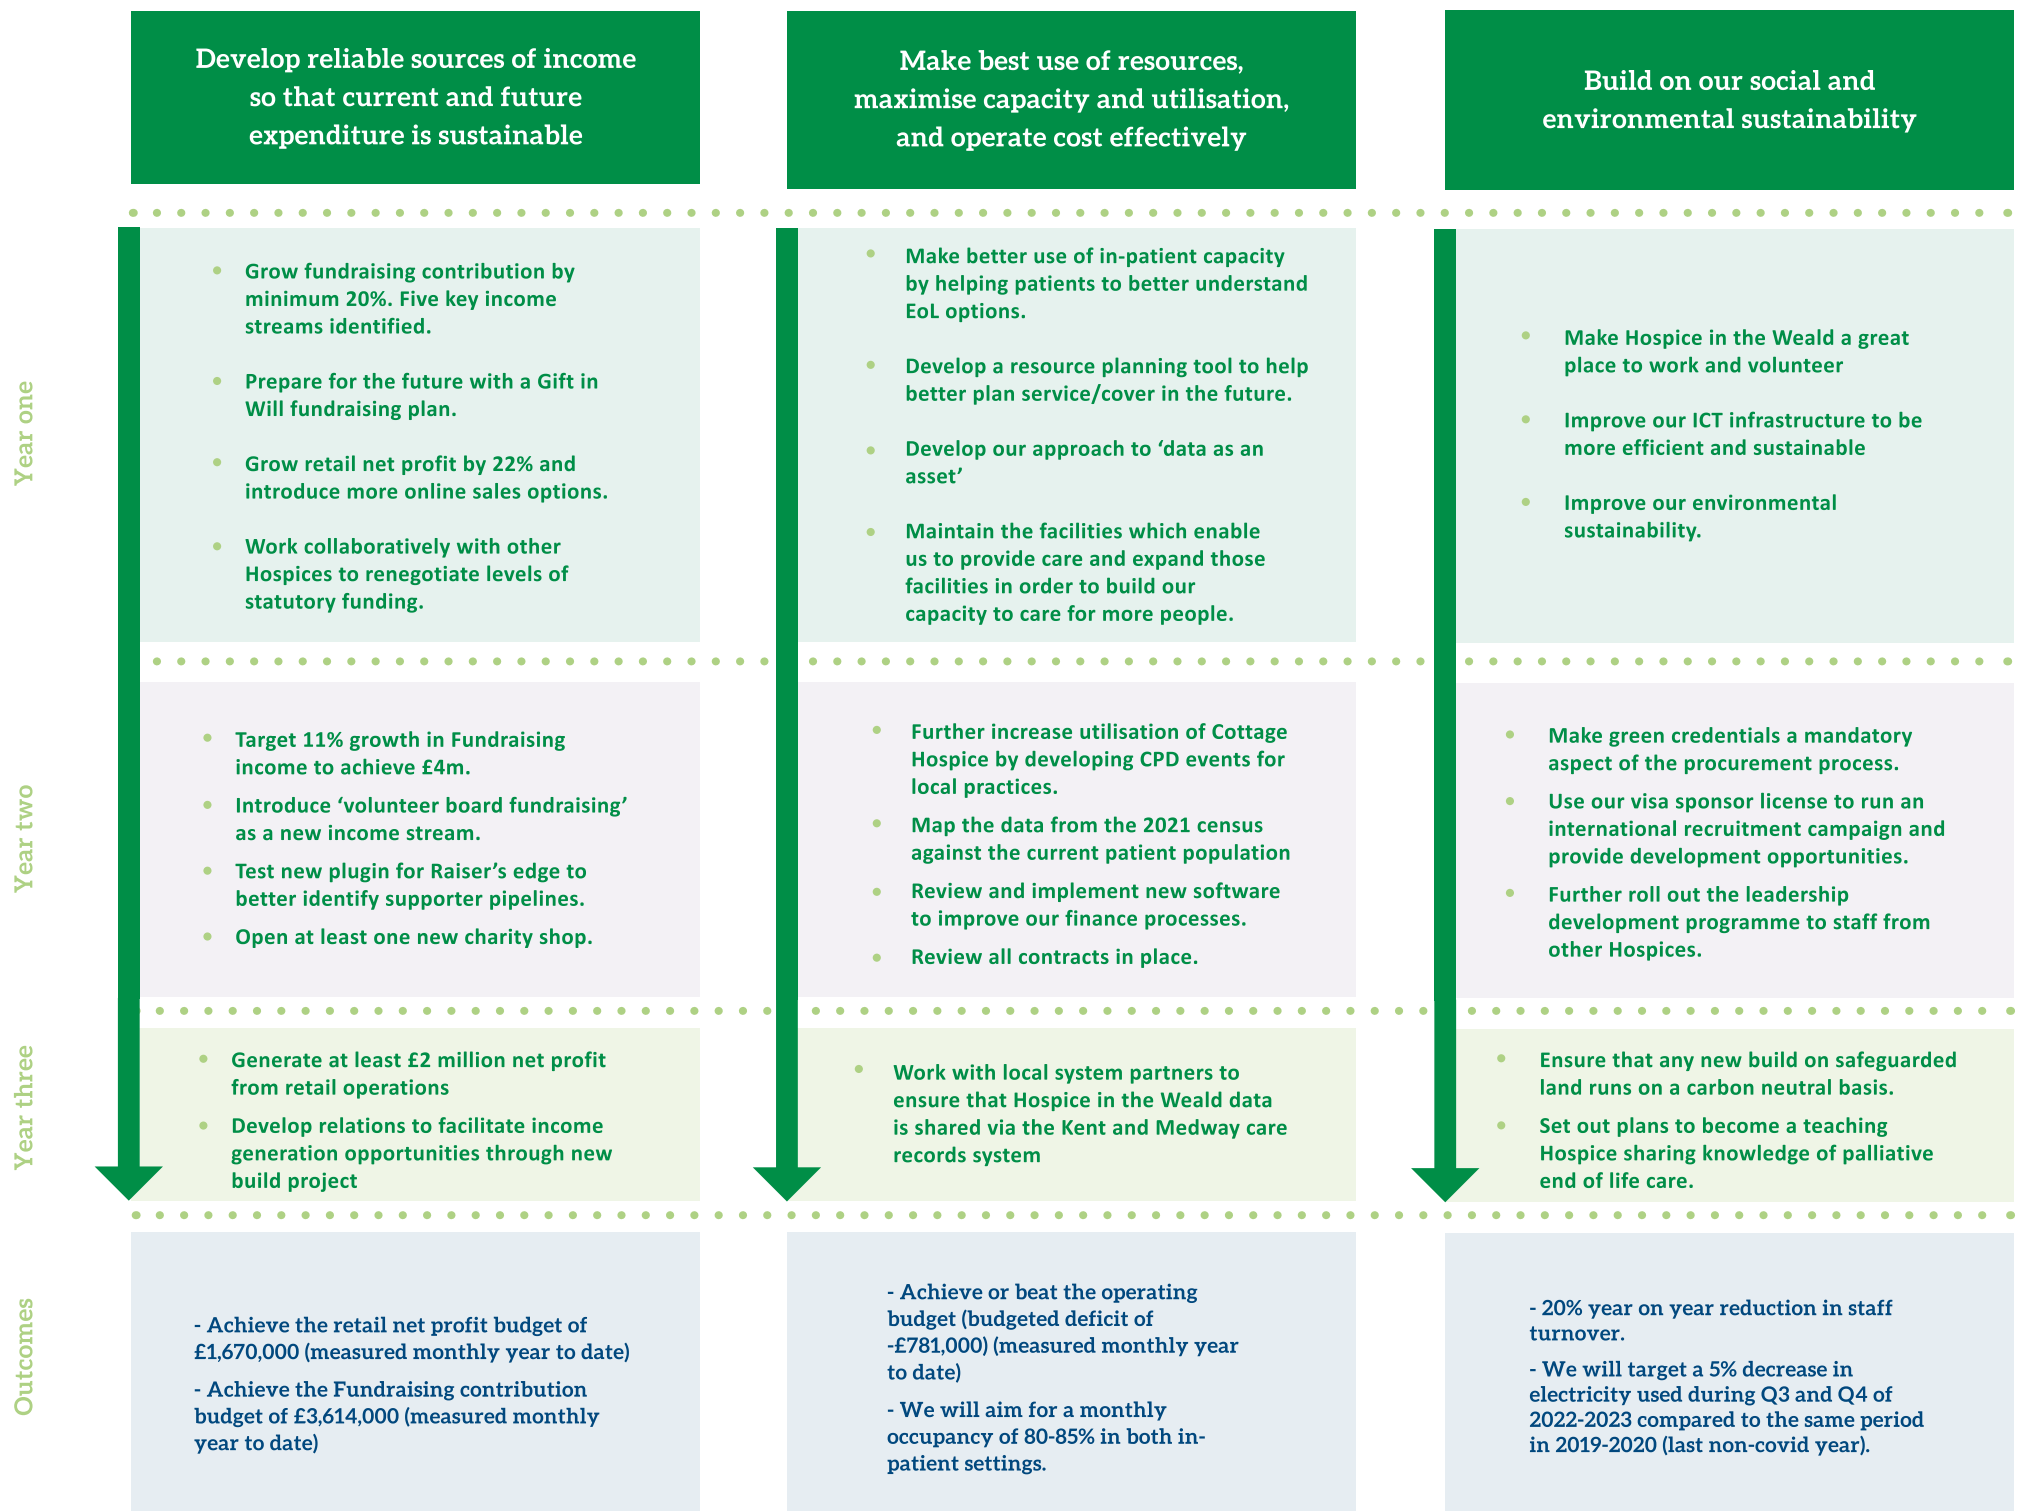 Develop reliable sources of income
so that current and future
expenditure is sustainable
Make best use of resources,
maximise capacity and utilisation,
and operate cost effectively
Build on our social and
environmental sustainability
Year one
• Grow fundraising contribution by
minimum 20%. Five key income
streams identified.
• Prepare for the future with a Gift in
Will fundraising plan.
• Grow retail net profit by 22% and
introduce more online sales options.
• Work collaboratively with other
Hospices to renegotiate levels of
statutory funding.
• Make better use of in-patient capacity
by helping patients to better understand
EoL options.
• Develop a resource planning tool to help
better plan service/cover in the future.
• Develop our approach to ‘data as an
asset’
• Maintain the facilities which enable
us to provide care and expand those
facilities in order to build our
capacity to care for more people.
• Make Hospice in the Weald a great
place to work and volunteer
• Improve our ICT infrastructure to be
more efficient and sustainable
• Improve our environmental
sustainability.
Year two
• Target 11% growth in Fundraising
income to achieve £4m.
• Introduce ‘volunteer board fundraising’
as a new income stream.
• Test new plugin for Raiser’s edge to
better identify supporter pipelines.
• Open at least one new charity shop.
• Further increase utilisation of Cottage
Hospice by developing CPD events for
local practices.
• Map the data from the 2021 census
against the current patient population
• Review and implement new software
to improve our finance processes.
• Review all contracts in place.
• Make green credentials a mandatory
aspect of the procurement process.
• Use our visa sponsor license to run an
international recruitment campaign and
provide development opportunities.
• Further roll out the leadership
development programme to staff from
other Hospices.
Year three
• Generate at least £2 million net profit
from retail operations
• Develop relations to facilitate income
generation opportunities through new
build project
• Work with local system partners to
ensure that Hospice in the Weald data
is shared via the Kent and Medway care
records system
• Ensure that any new build on safeguarded
land runs on a carbon neutral basis.
• Set out plans to become a teaching
Hospice sharing knowledge of palliative
end of life care.
Outcomes
- Achieve the retail net profit budget of
£1,670,000 (measured monthly year to date)
- Achieve the Fundraising contribution
budget of £3,614,000 (measured monthly
year to date)
- Achieve or beat the operating
budget (budgeted deficit of
-£781,000) (measured monthly year
to date)
- We will aim for a monthly
occupancy of 80-85% in both in-
patient settings.
- 20% year on year reduction in staff
turnover.
- We will target a 5% decrease in
electricity used during Q3 and Q4 of
2022-2023 compared to the same period
in 2019-2020 (last non-covid year).